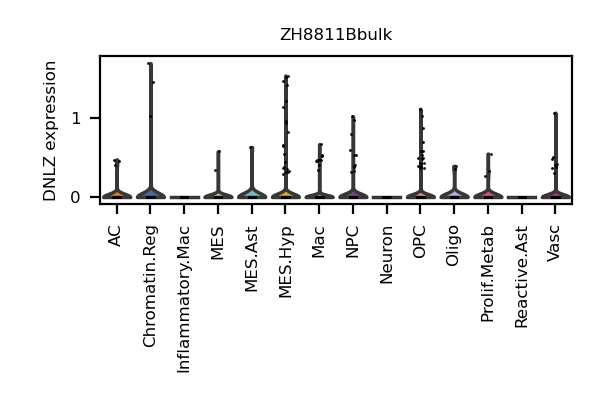 ZH8811Bbulk
DNLZ expression
1
0
AC
Chromatin.Reg
Inflammatory.Mac
MES
MES.Ast
MES.Hyp
Mac
NPC
Neuron
OPC
Oligo
Prolif.Metab
Reactive.Ast
Vasc